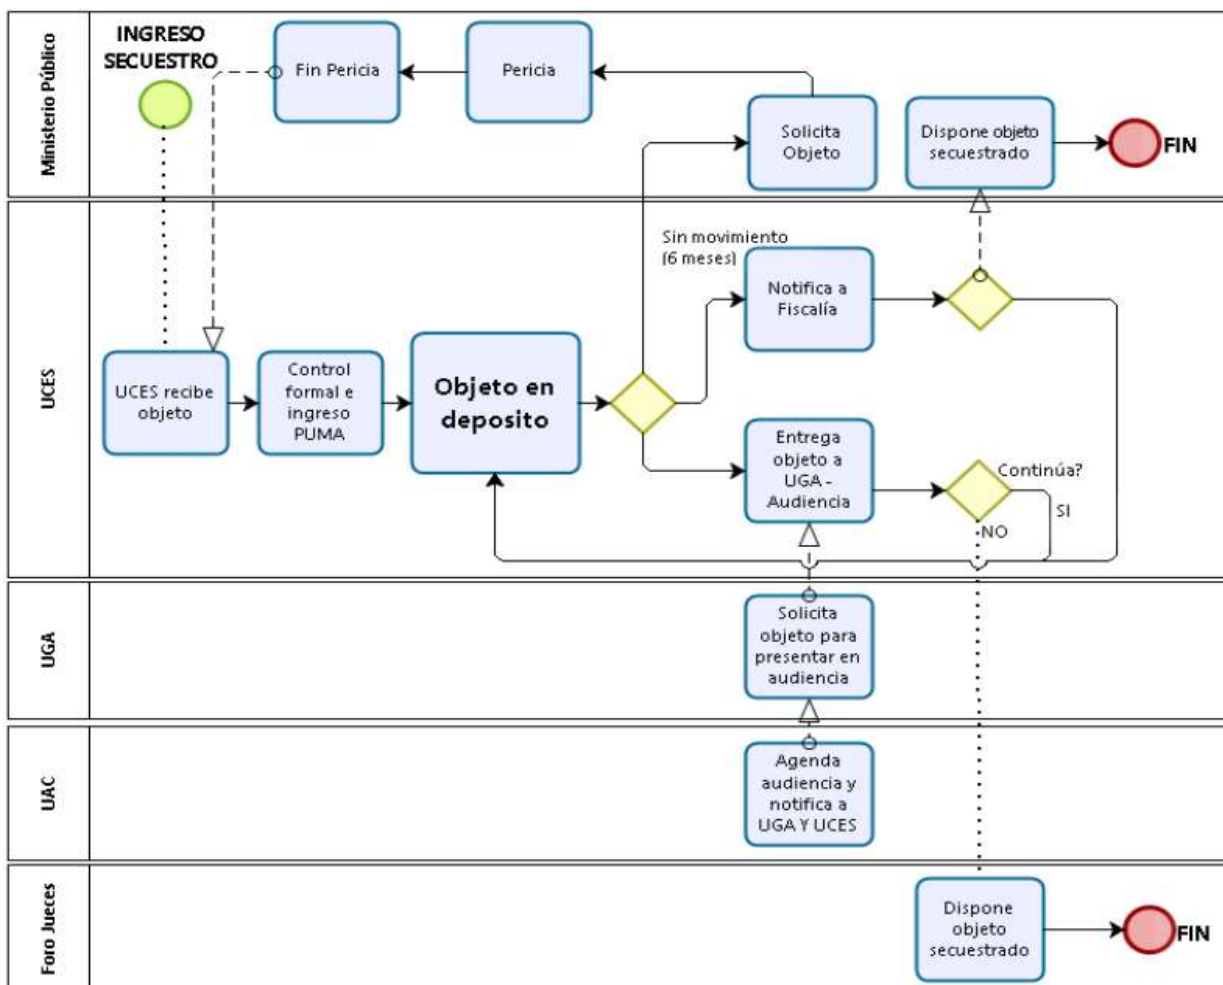 Ministerio Público
INGRESO
SECUESTRO
Fin Pericia
Pericia
Solicita
Objeto
Dispone objeto
secuestrado
FIN
UCES
Sin movimiento
(6 meses)
Notifica a
Fiscalía
UCES recibe
objeto
Control
formal e
ingreso
PUMA
Objeto en
deposito
Entrega
objeto a
UGA -
Audiencia
Continúa?
SI
NO
UGA
Solicita
objeto para
presentar en
audiencia
UAC
Agenda
audiencia y
notifica a
UGA Y UCES
Foro Jueces
Dispone
objeto
secuestrado
FIN